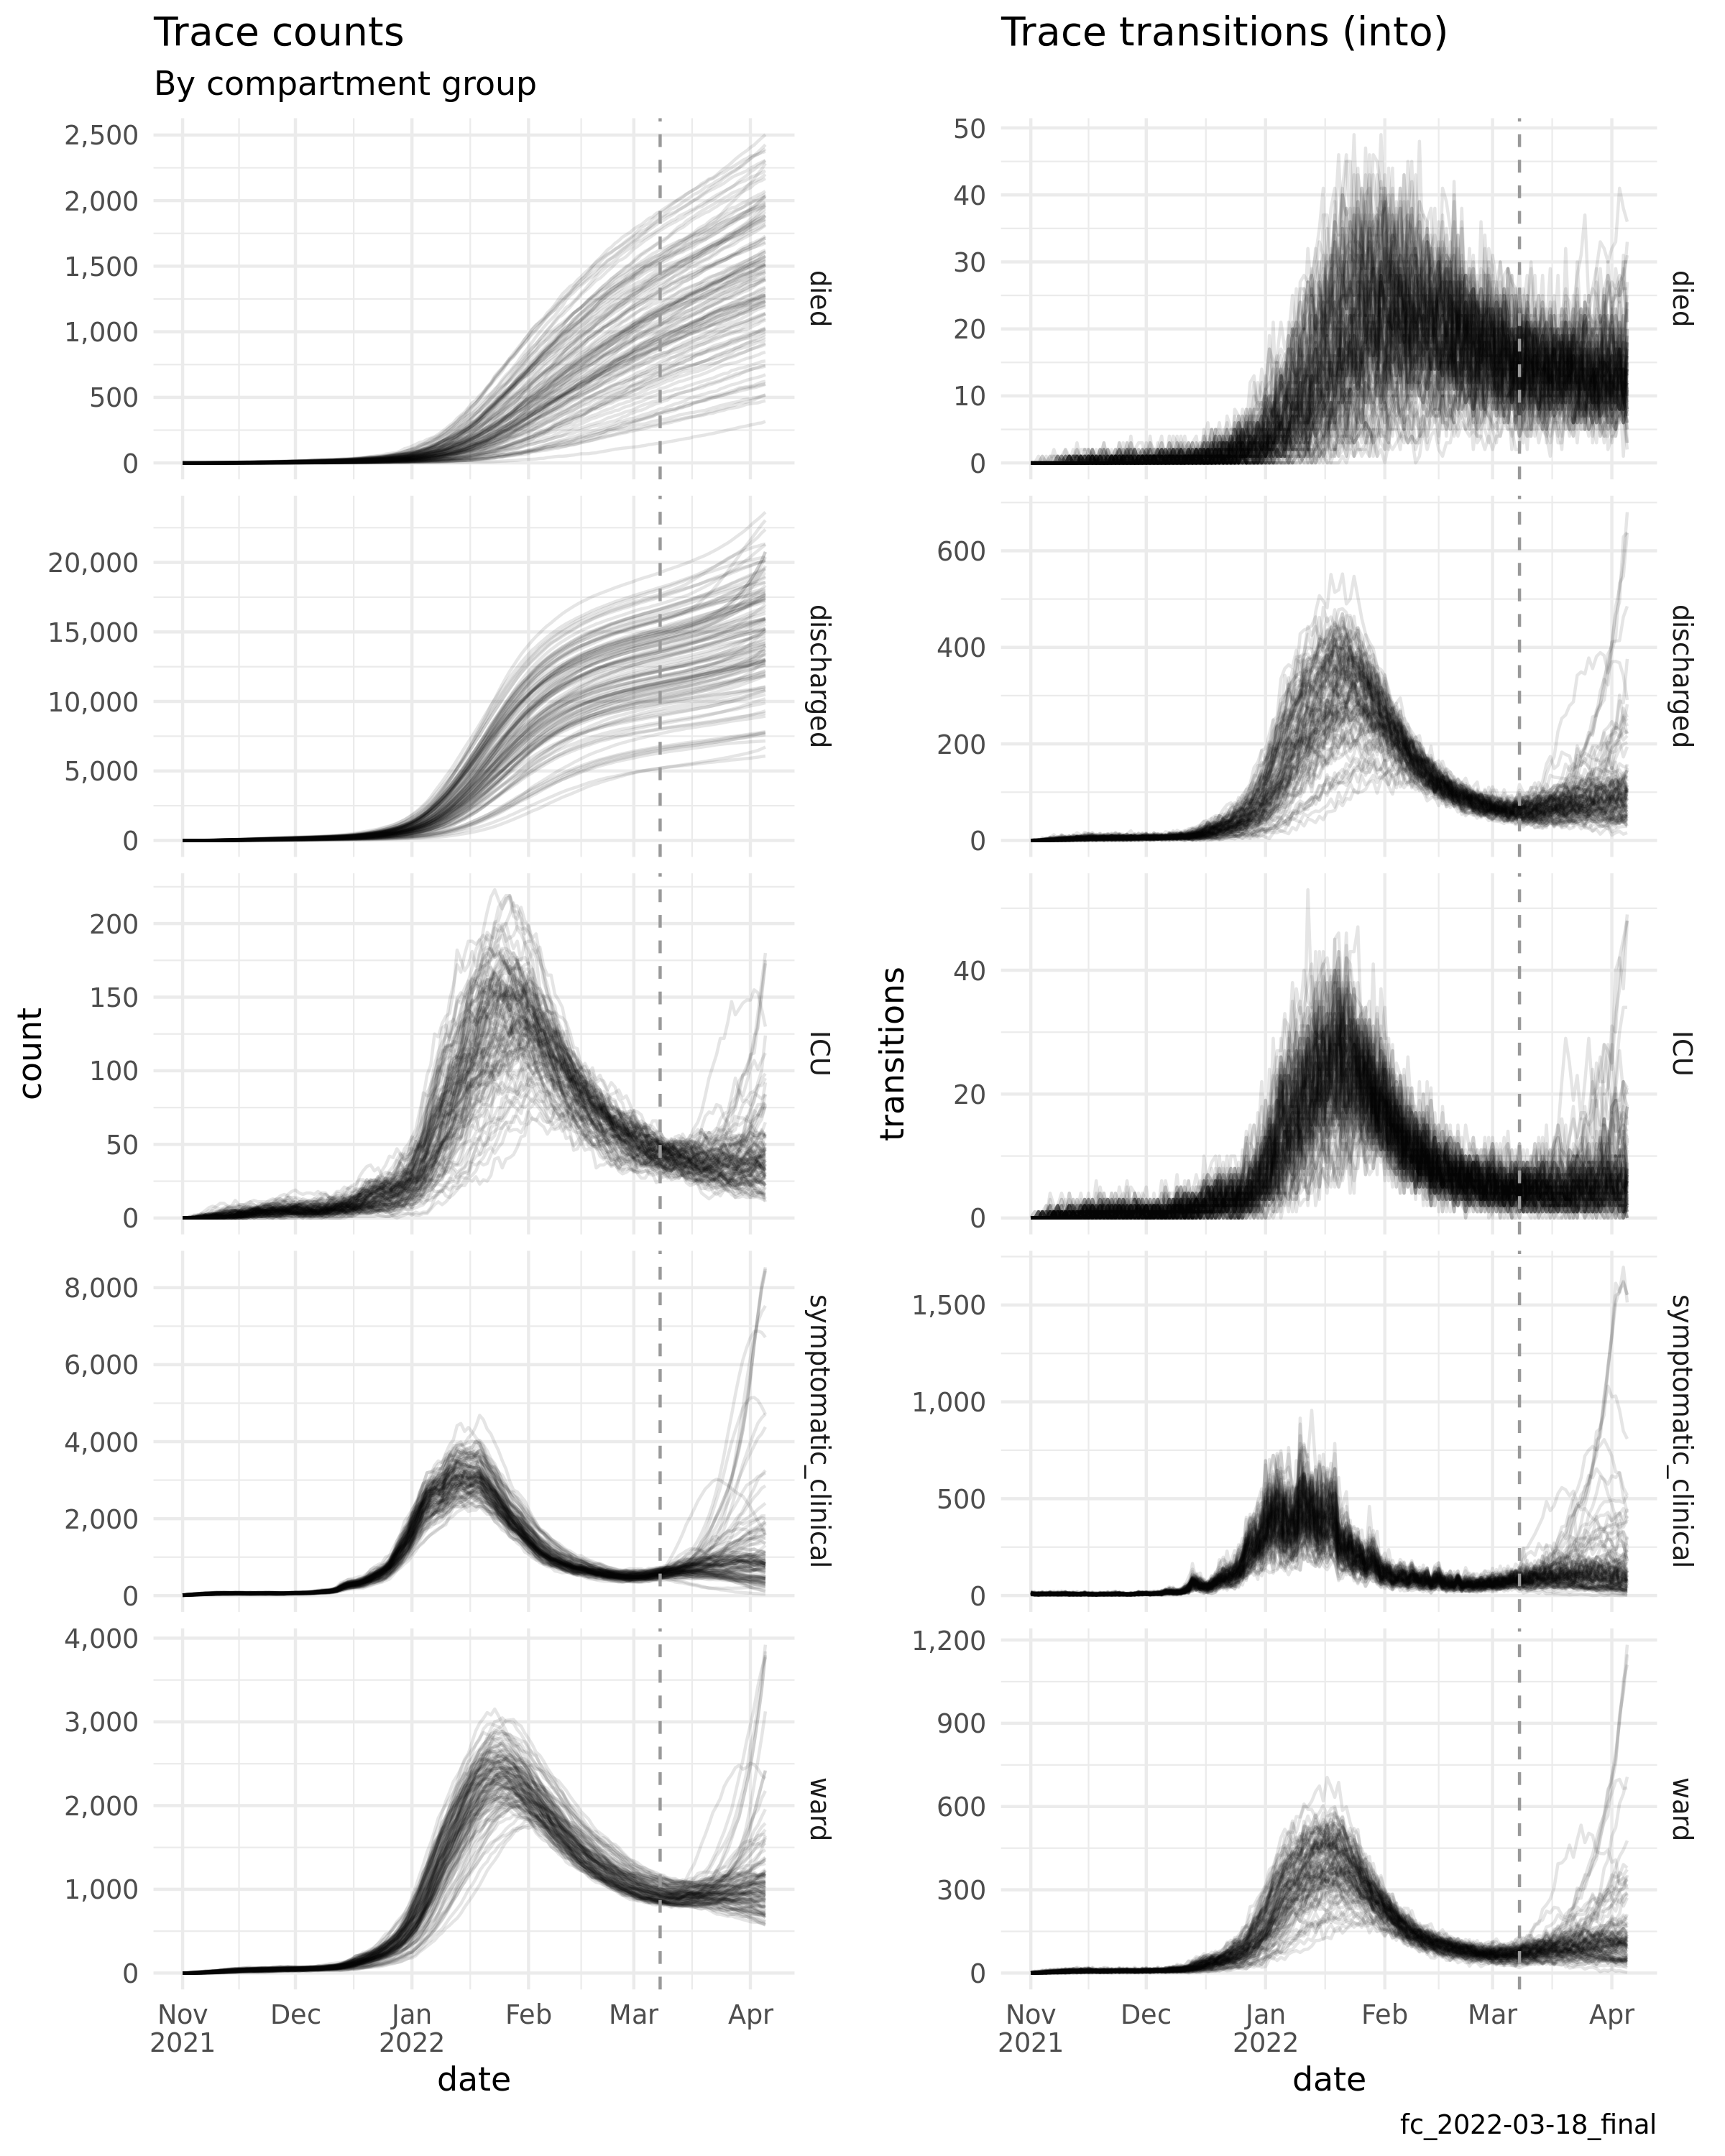 Trace counts
By compartment group
count
2,500
2,000
1,500
1,000
500
0
died
20,000
15,000
10,000
5,000
0
discharged
200
150
100
50
0
ICU
8,000
6,000
4,000
2,000
0
symptomatic_clinical
4,000
3,000
2,000
1,000
0
ward
Nov Dec Jan Feb Mar Apr
2021 2022
date
Trace transitions (into)
transitions
50
40
30
20
10
0
died
600
400
200
0
discharged
40
20
0
ICU
1,500
1,000
500
0
symptomatic_clinical
1,200
900
600
300
0
ward
Nov Dec Jan Feb Mar Apr
2021 2022
date
fc_2022-03-18_final